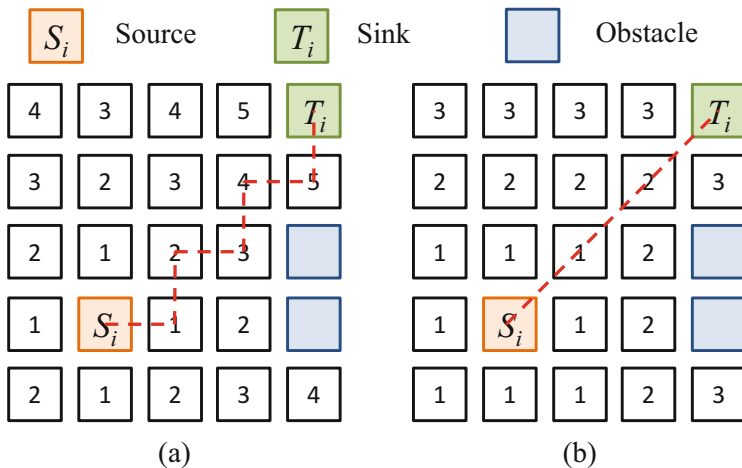 S_i Source T_i Sink Obstacle
4 3 4 5 T_i 3 3 3 3 T_i
3 2 3 4 5 2 2 2 2 3
2 1 2 3 1 1 1 2
1 S_i 1 2 1 S_i 1 2
2 1 2 3 4 1 1 1 2 3
(a) (b)